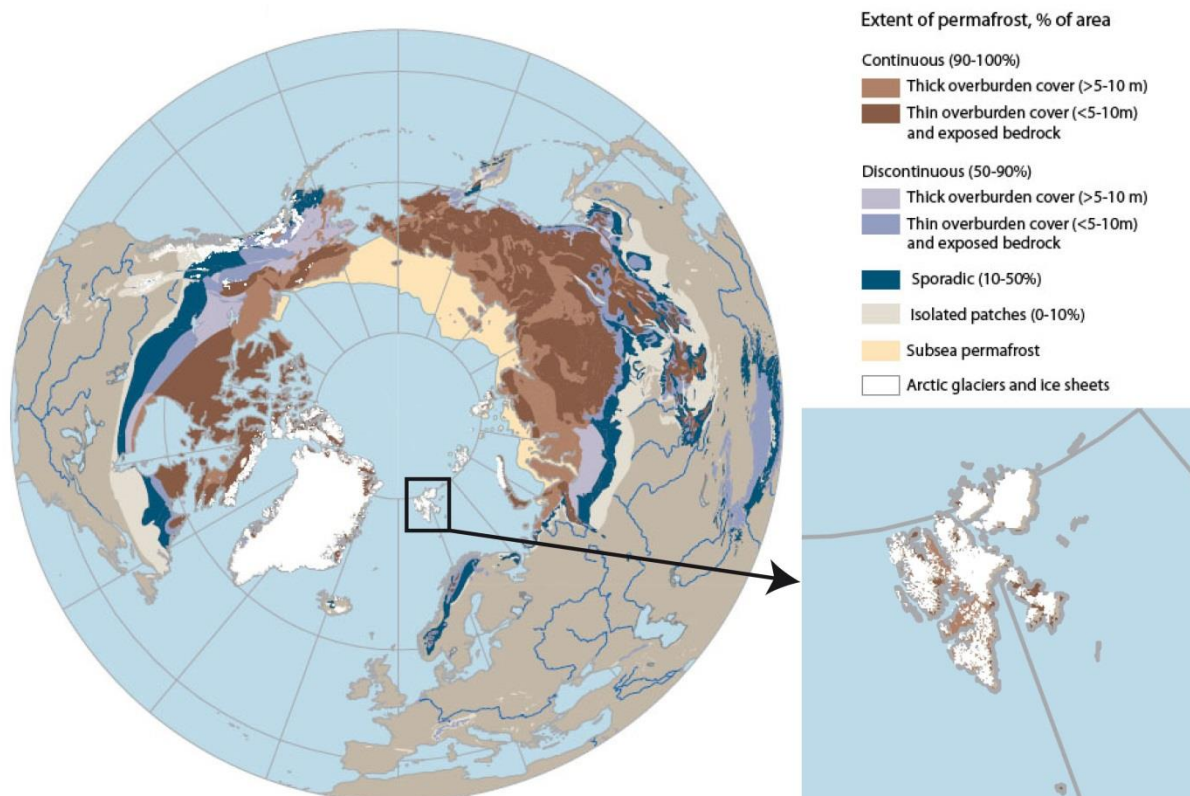 Extent of permafrost, % of area
Continuous (90-100%)
Thick overburden cover (>5-10 m)
Thin overburden cover (<5-10m)
and exposed bedrock
Discontinuous (50-90%)
Thick overburden cover (>5-10 m)
Thin overburden cover (<5-10m)
and exposed bedrock
Sporadic (10-50%)
Isolated patches (0-10%)
Subsea permafrost
Arctic glaciers and ice sheets